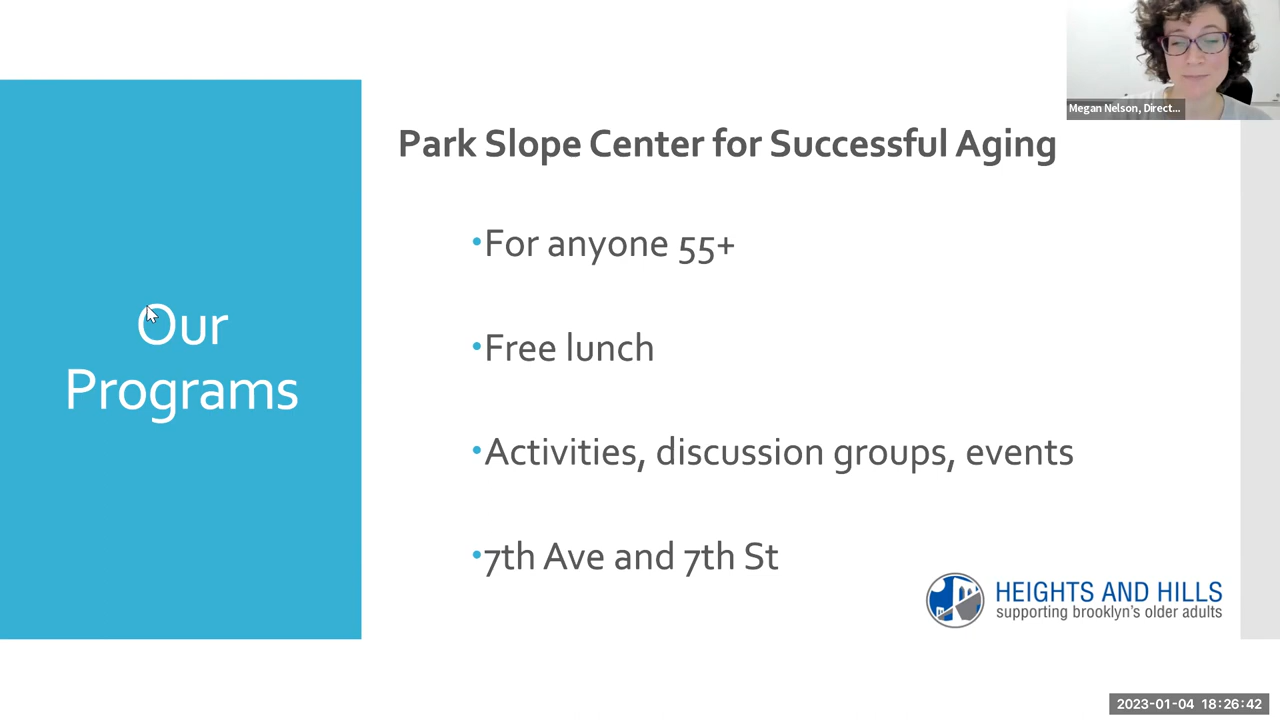 Megan Nelson, Direct...
Park Slope Center for Successful Aging
•For anyone 55+
•Free lunch
•Activities, discussion groups, events
•7th Ave and 7th St
Our
Programs
HEIGHTS AND HILLS
supporting brooklyn's older adults
2023-01-04 18:26:42